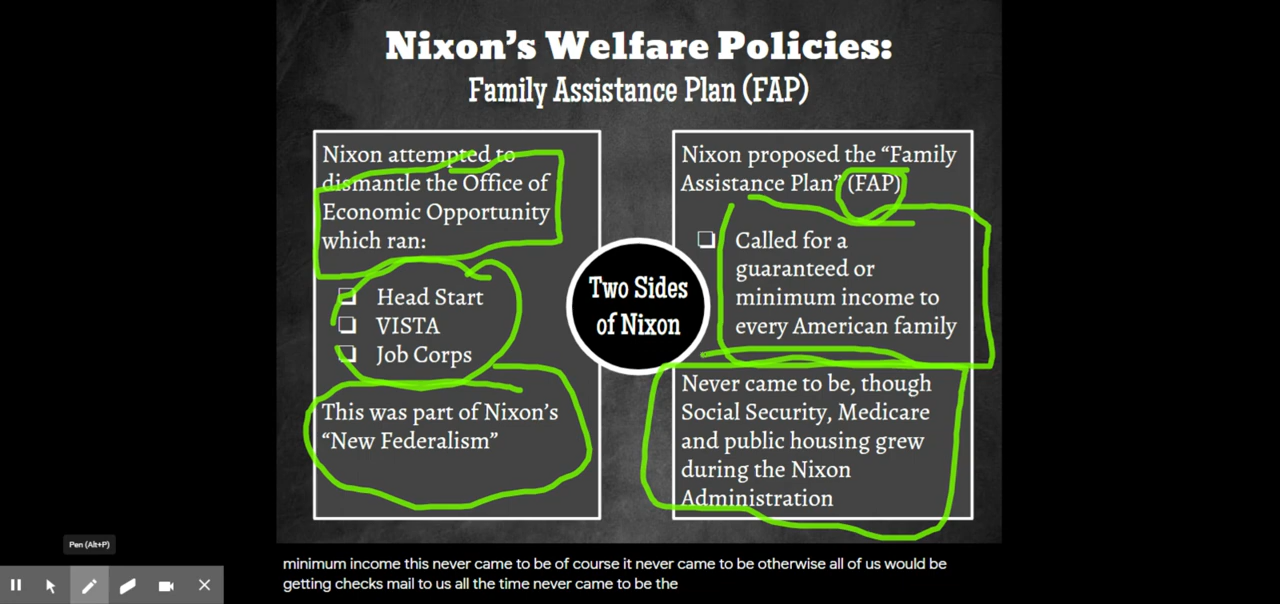 Nixon's Welfare Policies:
Family Assistance Plan (FAP)
Nixon attempted to
dismantle the Office of
Economic Opportunity
which ran:
Head Start
VISTA
Job Corps
This was part of Nixon's
"New Federalism"
Two Sides
of Nixon
Nixon proposed the "Family
Assistance Plan" (FAP)
Called for a
guaranteed or
minimum income to
every American family
Never came to be, though
Social Security, Medicare
and public housing grew
during the Nixon
Administration
Pen (Alt+P)
minimum income this never came to be of course it never came to be otherwise all of us would be
getting checks mail to us all the time never came to be the